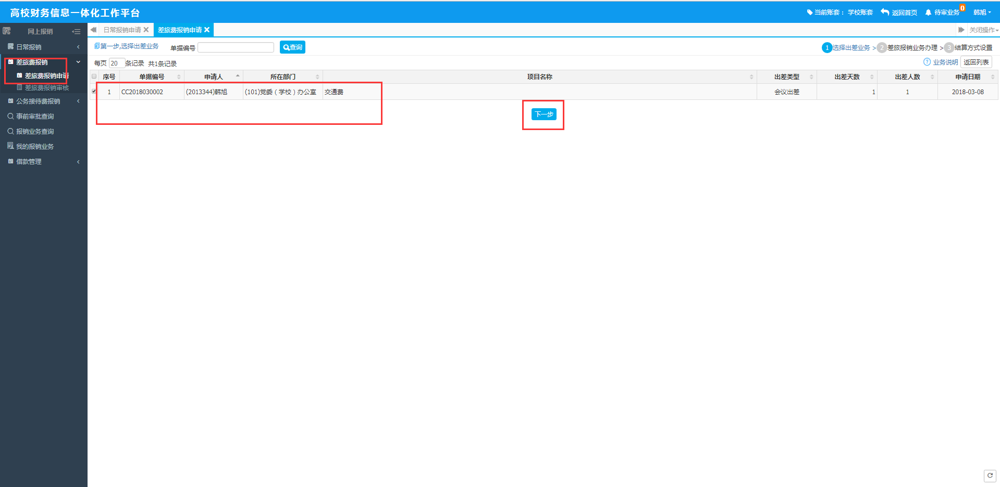 高校财务信息一体化工作平台
当前账套： 学校账套 返回首页 待审业务 0 韩旭
网上报销
日常报销申请 差旅费报销申请 关闭操作
日常报销
差旅费报销
差旅费报销申请
差旅费报销审核
公务接待费报销
事前审批查询
报销业务查询
我的报销业务
借款管理
第一步,选择出差业务 单据编号 查询 1 选择出差业务 > 2 差旅报销业务办理 > 3 结算方式设置
每页 20 条记录 共1条记录 ? 业务说明 返回列表
序号 单据编号 申请人 所在部门 项目名称 出差类型 出差天数 出差人数 申请日期
1 CC2018030002 (2013344)韩旭 (101)党委（学校）办公室 交通费 会议出差 1 1 2018-03-08
下一步